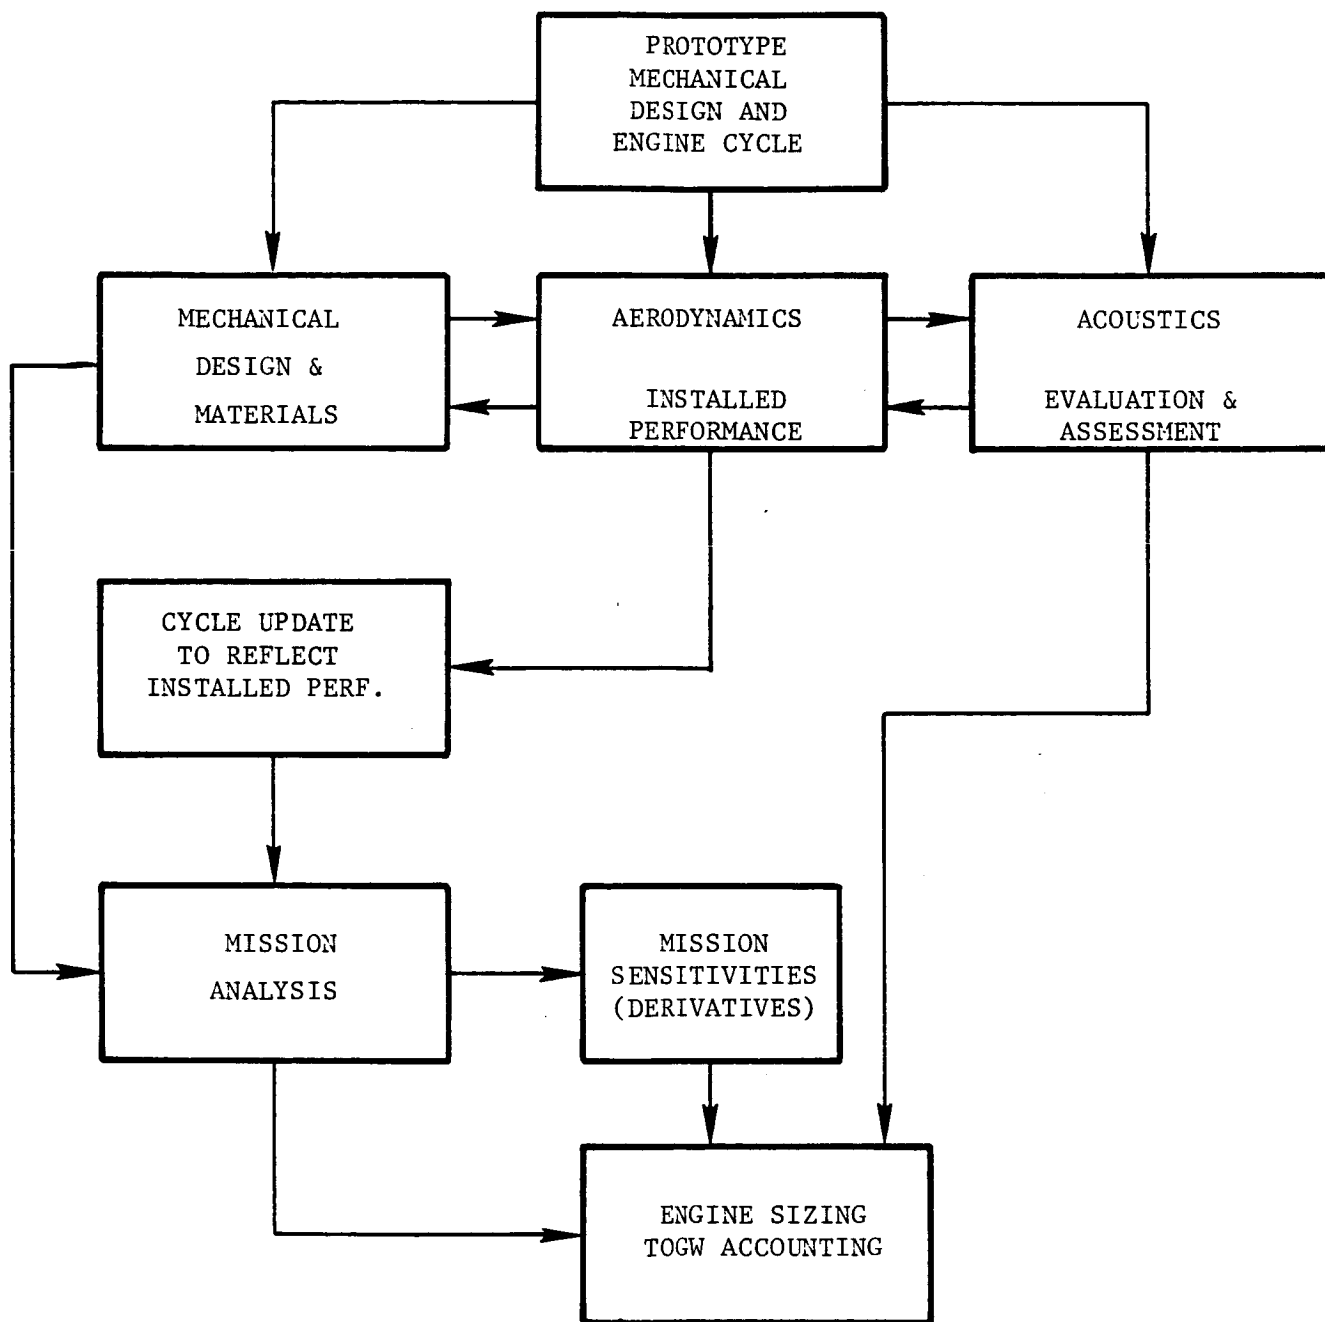 PROTOTYPE
MECHANICAL
DESIGN AND
ENGINE CYCLE
MECHANICAL
DESIGN &
MATERIALS
AERODYNAMICS
INSTALLED
PERFORMANCE
ACOUSTICS
EVALUATION &
ASSESSMENT
CYCLE UPDATE
TO REFLECT
INSTALLED PERF.
MISSION
ANALYSIS
MISSION
SENSITIVITIES
(DERIVATIVES)
ENGINE SIZING
TOGW ACCOUNTING